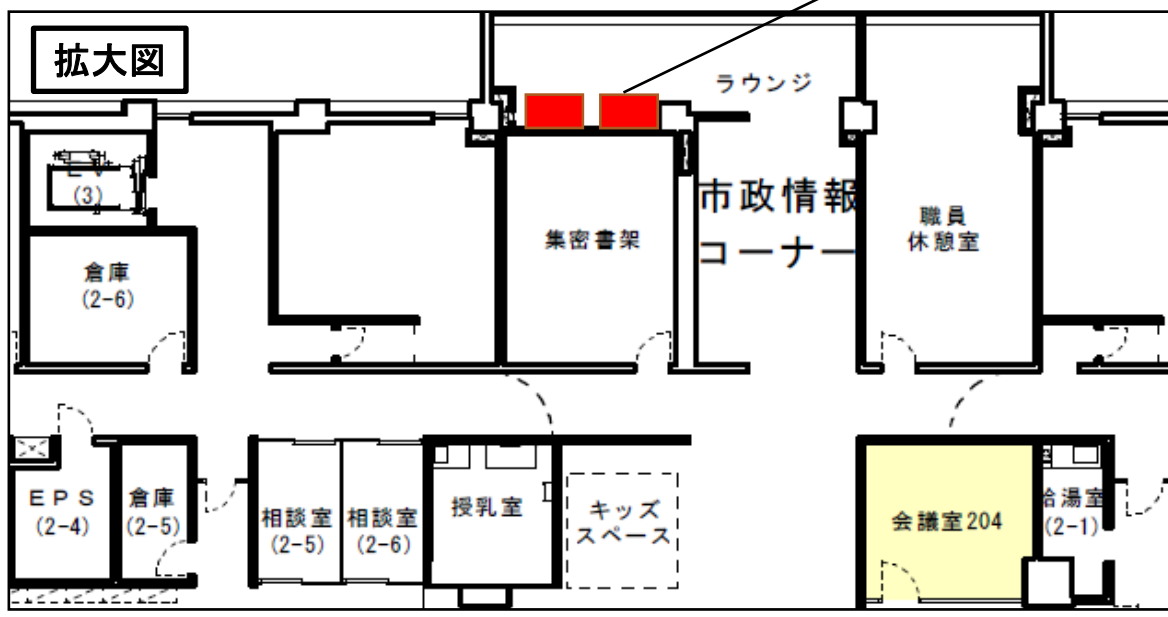 拡大図
ラウンジ
EV
(3)
市政情報
コーナー
職員
休憩室
集密書架
倉庫
(2-6)
EPS
(2-4)
倉庫
(2-5)
相談室
(2-5)
相談室
(2-6)
授乳室
キッズ
スペース
会議室204
給湯室
(2-1)